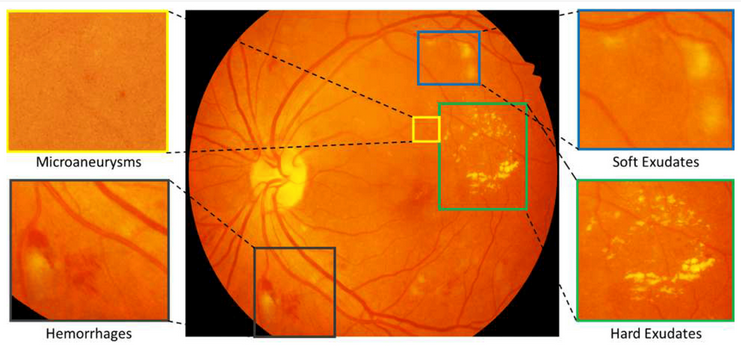 Microaneurysms
Soft Exudates
Hemorrhages
Hard Exudates